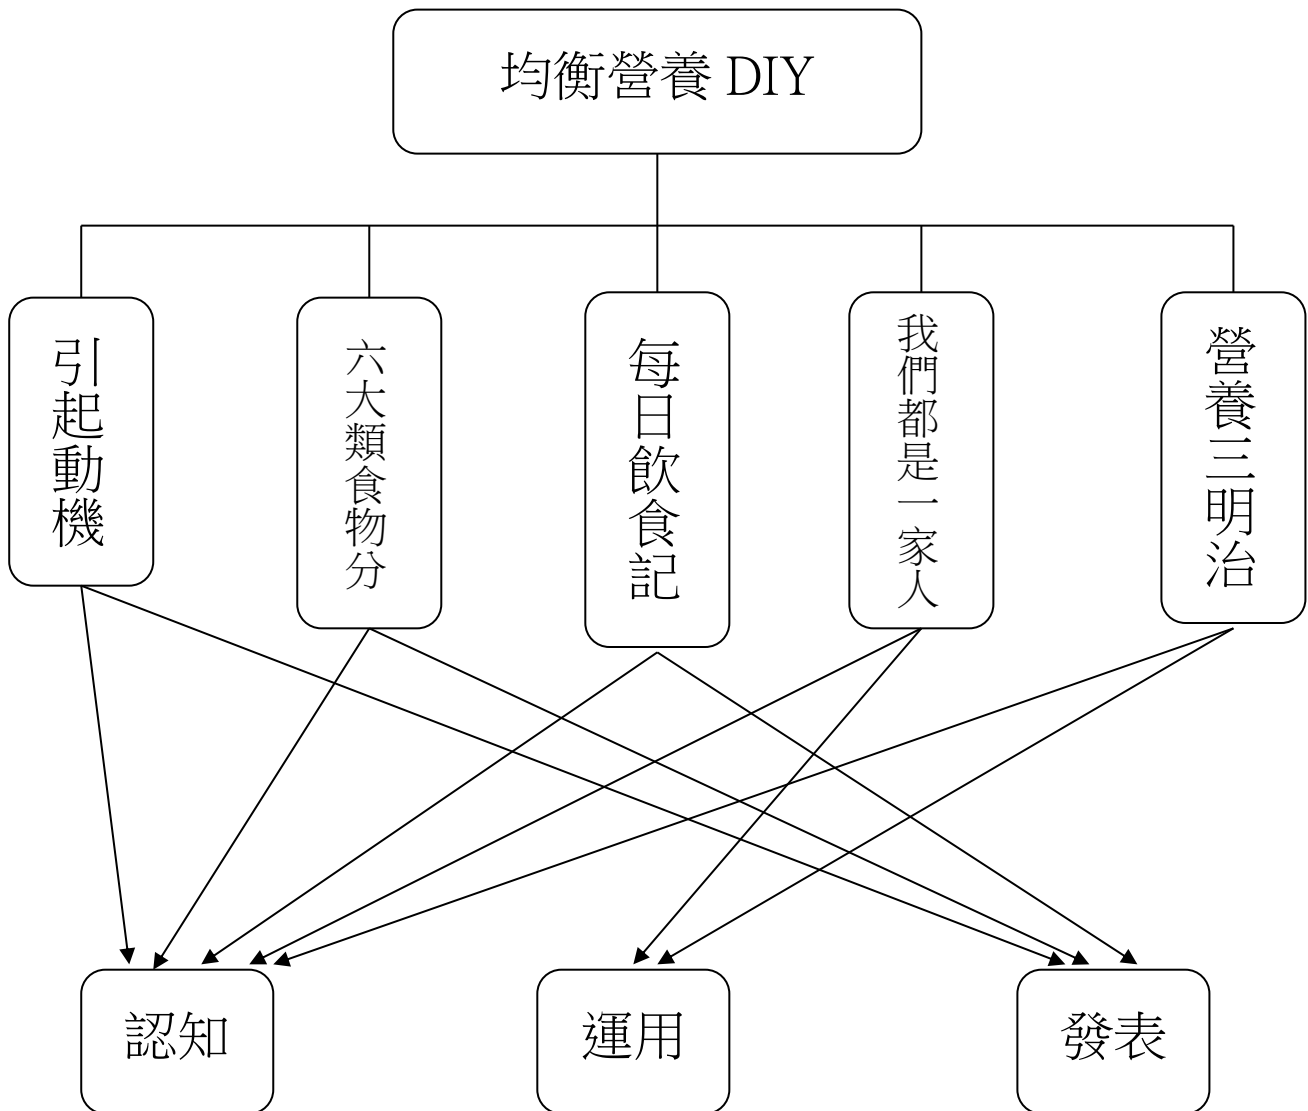 均衡營養 DIY
引起動機
六大類食物分
每日飲食記
我們都是一家人
營養三明治
認知
運用
發表